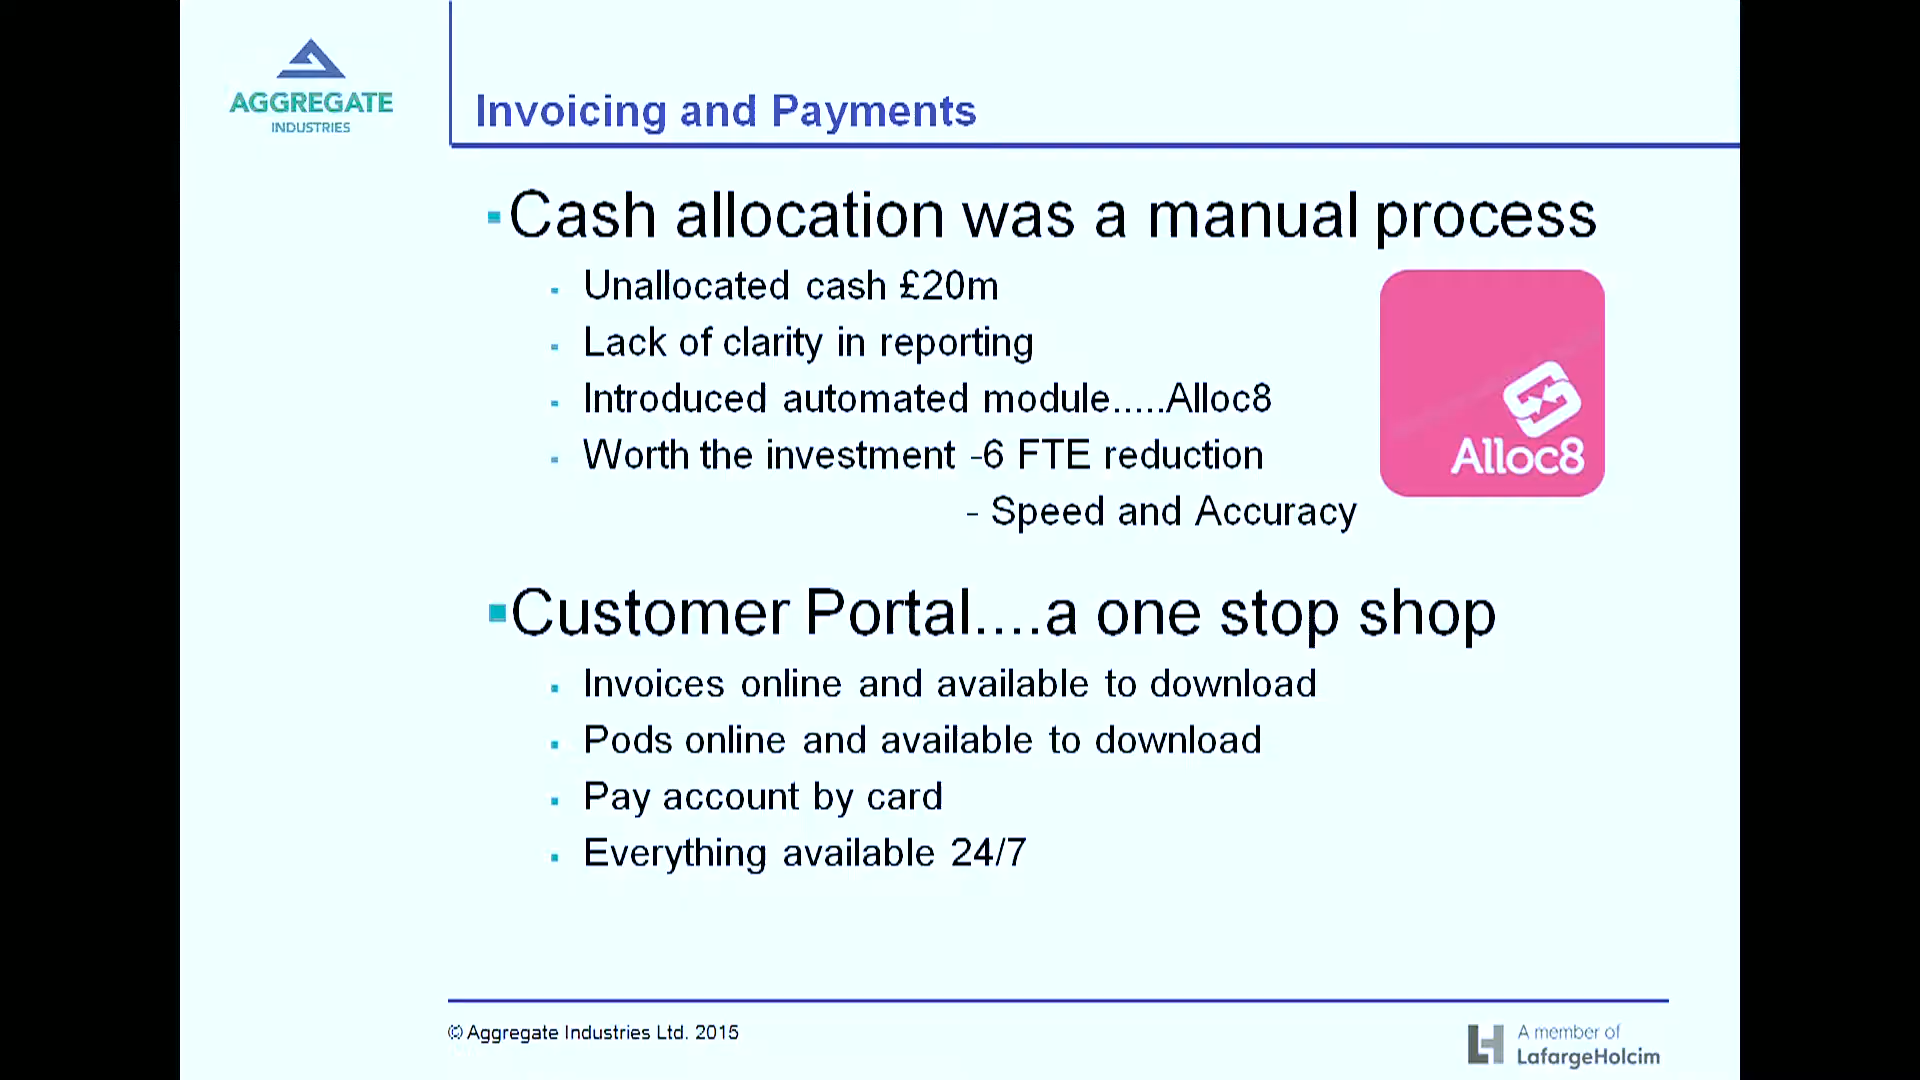 AGGREGATE
INDUSTRIES
Invoicing and Payments
Cash allocation was a manual process
Unallocated cash £20m
Lack of clarity in reporting
Introduced automated module.....Alloc8
Worth the investment -6 FTE reduction
- Speed and Accuracy
Alloc8
Customer Portal....a one stop shop
Invoices online and available to download
Pods online and available to download
Pay account by card
Everything available 24/7
© Aggregate Industries Ltd. 2015
A member of
LafargeHolcim